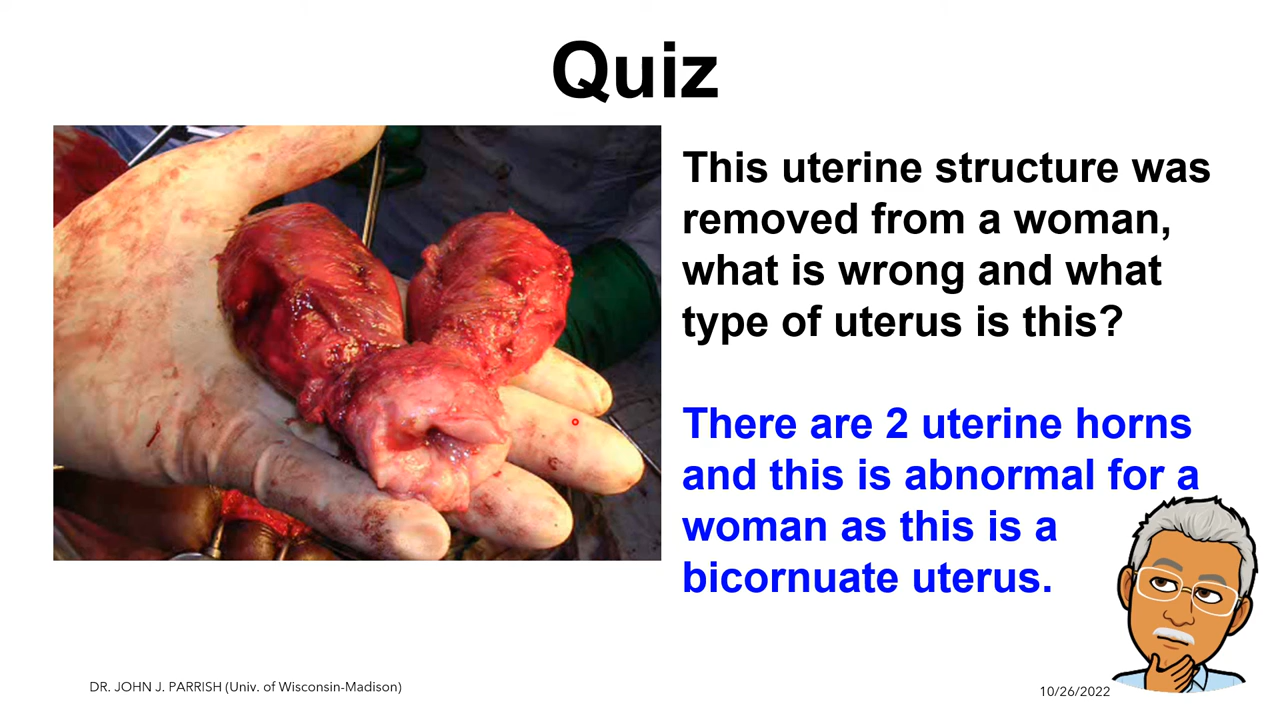 Quiz
This uterine structure was
removed from a woman,
what is wrong and what
type of uterus is this?
There are 2 uterine horns
and this is abnormal for a
woman as this is a
bicornuate uterus.
DR. JOHN J. PARRISH (Univ. of Wisconsin-Madison)
10/26/2022